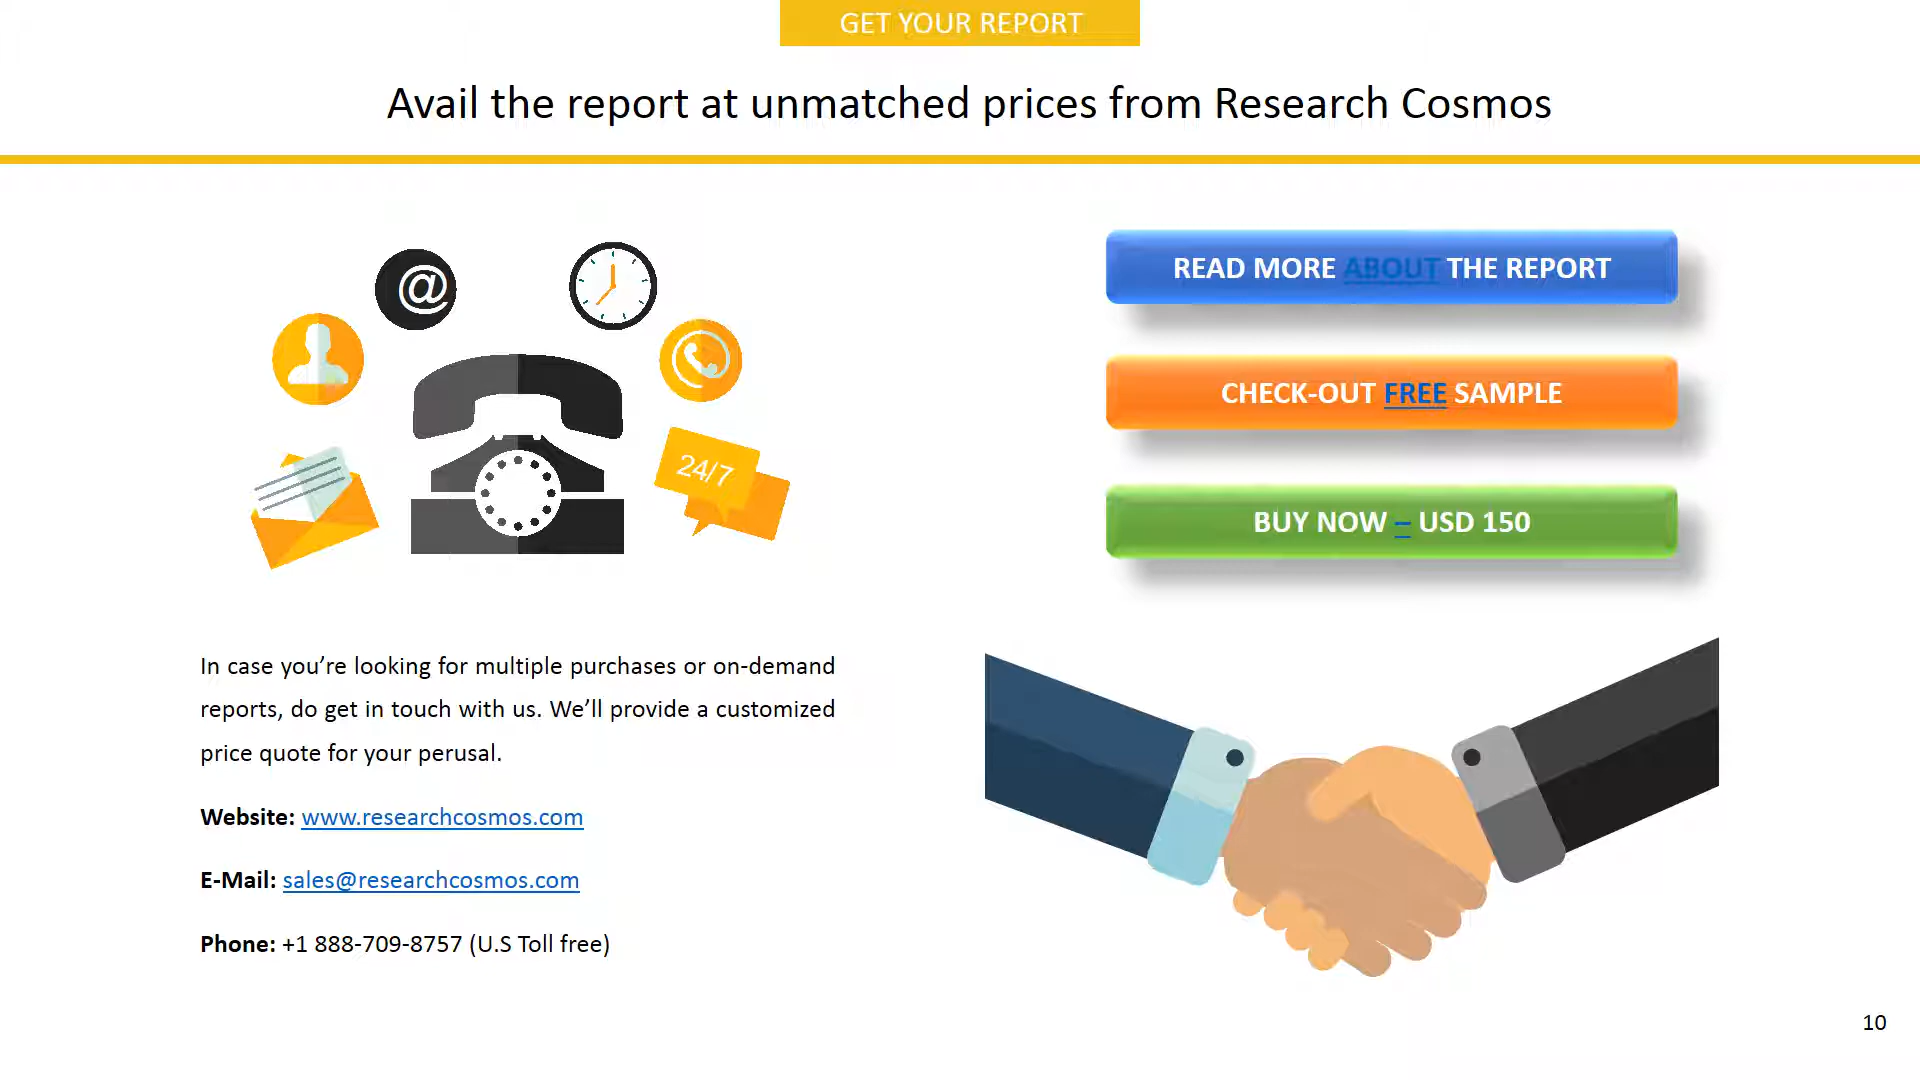 GET YOUR REPORT
Avail the report at unmatched prices from Research Cosmos
@
24/7
READ MORE ABOUT THE REPORT
CHECK-OUT FREE SAMPLE
BUY NOW – USD 150
In case you’re looking for multiple purchases or on-demand
reports, do get in touch with us. We’ll provide a customized
price quote for your perusal.
Website: www.researchcosmos.com
E-Mail: sales@researchcosmos.com
Phone: +1 888-709-8757 (U.S Toll free)
10